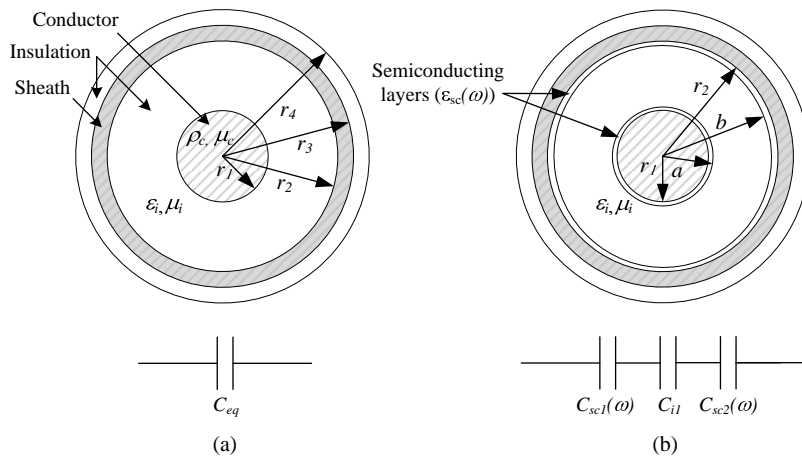 Conductor
Insulation
Sheath
ρc, μc
r1
r2
r3
r4
εi, μi
Ceq
(a)
Semiconducting
layers (εsc(ω))
r2
b
r1
a
εi, μi
Csc1(ω)
Ci1
Csc2(ω)
(b)